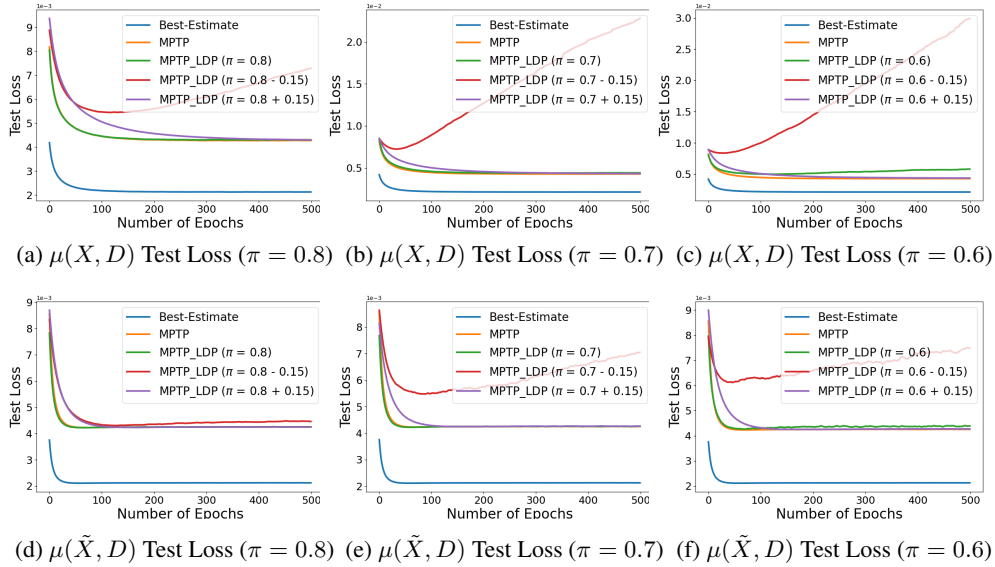 1e-3
9
8
7
6
5
4
3
2
Test Loss
0 100 200 300 400 500
Number of Epochs
Best-Estimate
MPTP
MPTP_LDP (π = 0.8)
MPTP_LDP (π = 0.8 - 0.15)
MPTP_LDP (π = 0.8 + 0.15)
1e-2
2.0
1.5
1.0
0.5
Test Loss
0 100 200 300 400 500
Number of Epochs
Best-Estimate
MPTP
MPTP_LDP (π = 0.7)
MPTP_LDP (π = 0.7 - 0.15)
MPTP_LDP (π = 0.7 + 0.15)
1e-2
3.0
2.5
2.0
1.5
1.0
0.5
Test Loss
0 100 200 300 400 500
Number of Epochs
Best-Estimate
MPTP
MPTP_LDP (π = 0.6)
MPTP_LDP (π = 0.6 - 0.15)
MPTP_LDP (π = 0.6 + 0.15)
(a) μ(X, D) Test Loss (π = 0.8) (b) μ(X, D) Test Loss (π = 0.7) (c) μ(X, D) Test Loss (π = 0.6)
1e-3
9
8
7
6
5
4
3
2
Test Loss
0 100 200 300 400 500
Number of Epochs
Best-Estimate
MPTP
MPTP_LDP (π = 0.8)
MPTP_LDP (π = 0.8 - 0.15)
MPTP_LDP (π = 0.8 + 0.15)
1e-3
8
7
6
5
4
3
2
Test Loss
0 100 200 300 400 500
Number of Epochs
Best-Estimate
MPTP
MPTP_LDP (π = 0.7)
MPTP_LDP (π = 0.7 - 0.15)
MPTP_LDP (π = 0.7 + 0.15)
1e-3
9
8
7
6
5
4
3
2
Test Loss
0 100 200 300 400 500
Number of Epochs
Best-Estimate
MPTP
MPTP_LDP (π = 0.6)
MPTP_LDP (π = 0.6 - 0.15)
MPTP_LDP (π = 0.6 + 0.15)
(d) μ(X̃, D) Test Loss (π = 0.8) (e) μ(X̃, D) Test Loss (π = 0.7) (f) μ(X̃, D) Test Loss (π = 0.6)